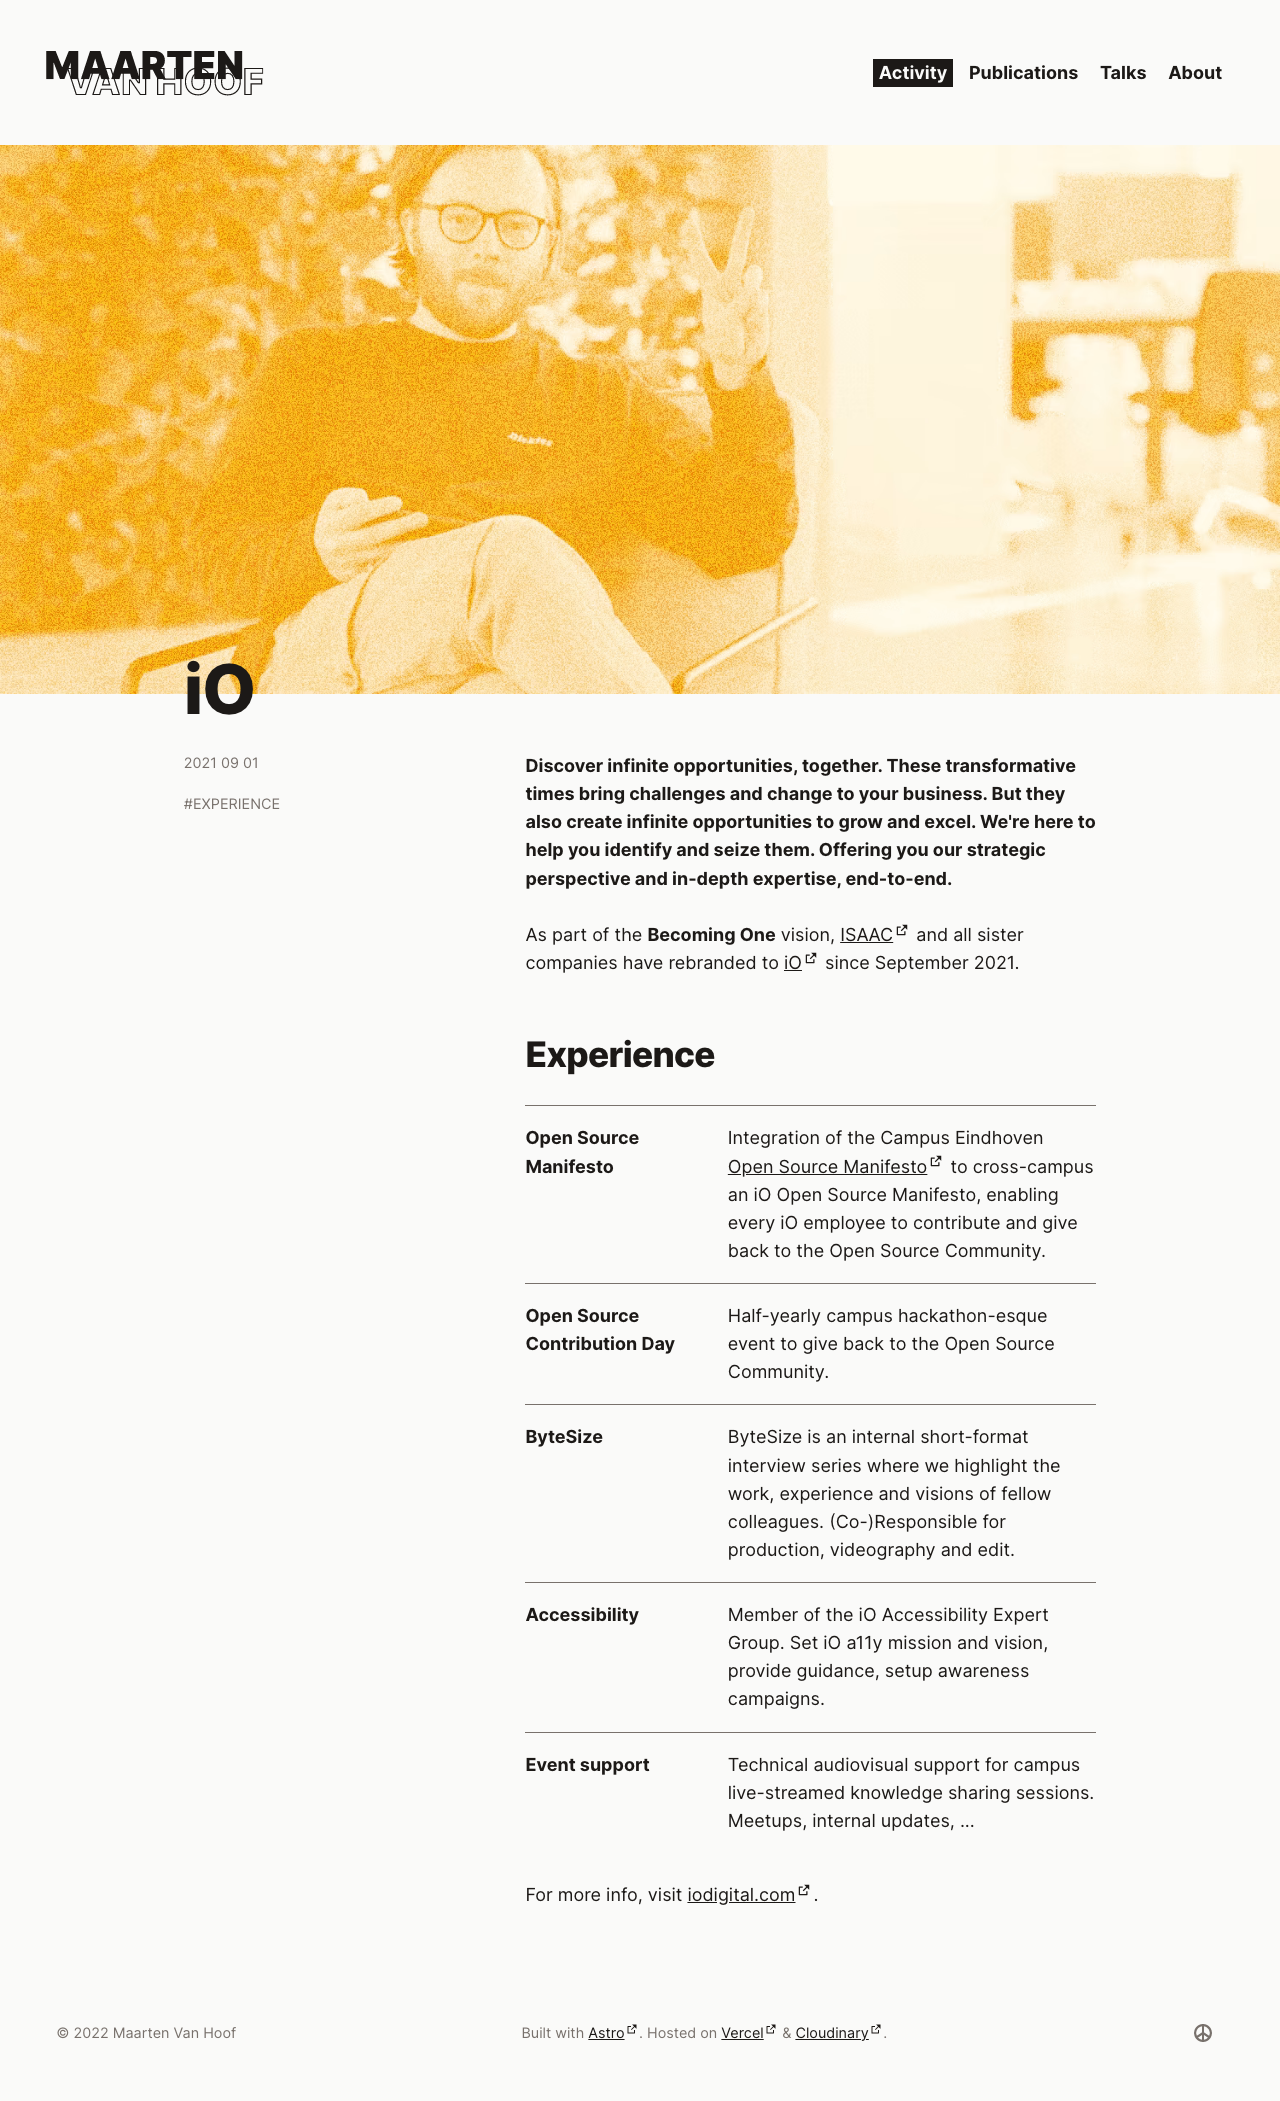 MAARTEN
VAN HOOF
Activity Publications Talks About
iO
2021 09 01
#EXPERIENCE
Discover infinite opportunities, together. These transformative
times bring challenges and change to your business. But they
also create infinite opportunities to grow and excel. We're here to
help you identify and seize them. Offering you our strategic
perspective and in-depth expertise, end-to-end.
As part of the Becoming One vision, ISAAC and all sister
companies have rebranded to iO since September 2021.
Experience
Open Source
Manifesto
Integration of the Campus Eindhoven
Open Source Manifesto to cross-campus
an iO Open Source Manifesto, enabling
every iO employee to contribute and give
back to the Open Source Community.
Open Source
Contribution Day
Half-yearly campus hackathon-esque
event to give back to the Open Source
Community.
ByteSize
ByteSize is an internal short-format
interview series where we highlight the
work, experience and visions of fellow
colleagues. (Co-)Responsible for
production, videography and edit.
Accessibility
Member of the iO Accessibility Expert
Group. Set iO a11y mission and vision,
provide guidance, setup awareness
campaigns.
Event support
Technical audiovisual support for campus
live-streamed knowledge sharing sessions.
Meetups, internal updates, ...
For more info, visit iodigital.com.
© 2022 Maarten Van Hoof
Built with Astro. Hosted on Vercel & Cloudinary.